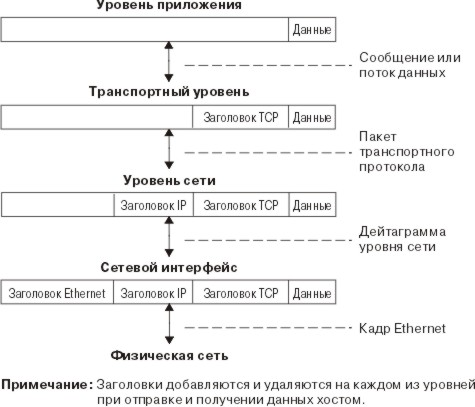 Уровень приложения
Данные
Сообщение или
поток данных
Транспортный уровень
Заголовок TCP Данные
Пакет
транспортного
протокола
Уровень сети
Заголовок IP Заголовок TCP Данные
Дейтаграмма
уровня сети
Сетевой интерфейс
Заголовок Ethernet Заголовок IP Заголовок TCP Данные
Кадр Ethernet
Физическая сеть
Примечание: Заголовки добавляются и удаляются на каждом из уровней
при отправке и получении данных хостом.